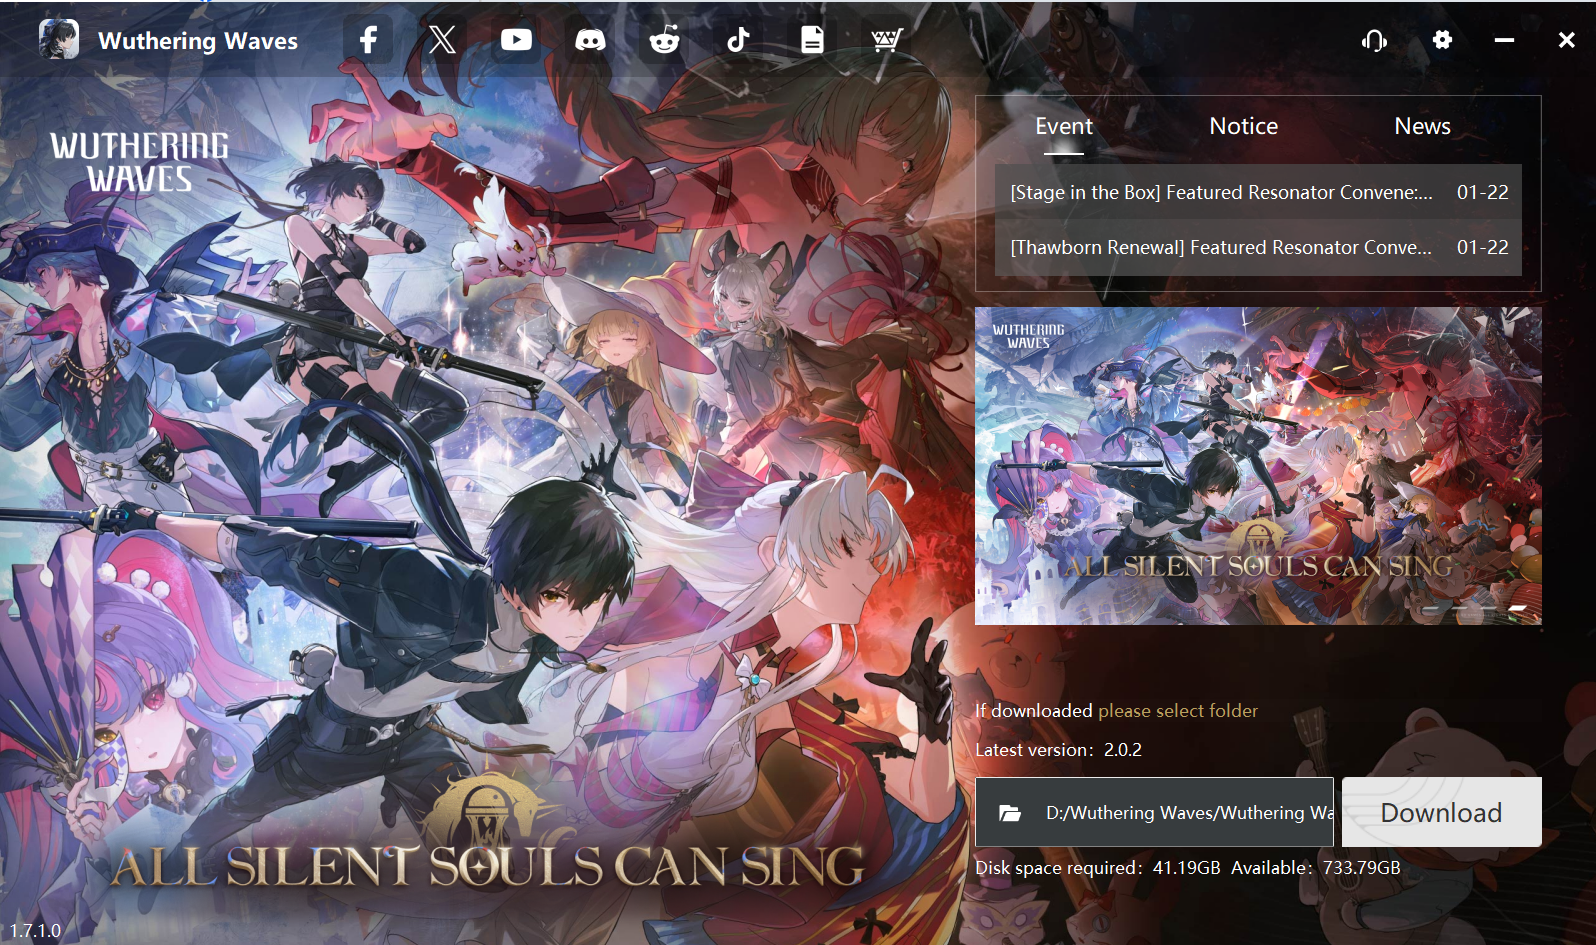 Wuthering Waves
WUTHERING
WAVES
Event
Notice
News
[Stage in the Box] Featured Resonator Convene:... 01-22
[Thawborn Renewal] Featured Resonator Conve... 01-22
WUTHERING
WAVES
ALL SILENT SOULS CAN SING
If downloaded please select folder
Latest version: 2.0.2
D:/Wuthering Waves/Wuthering Wa
Download
Disk space required: 41.19GB Available: 733.79GB
ALL SILENT SOULS CAN SING
1.7.1.0